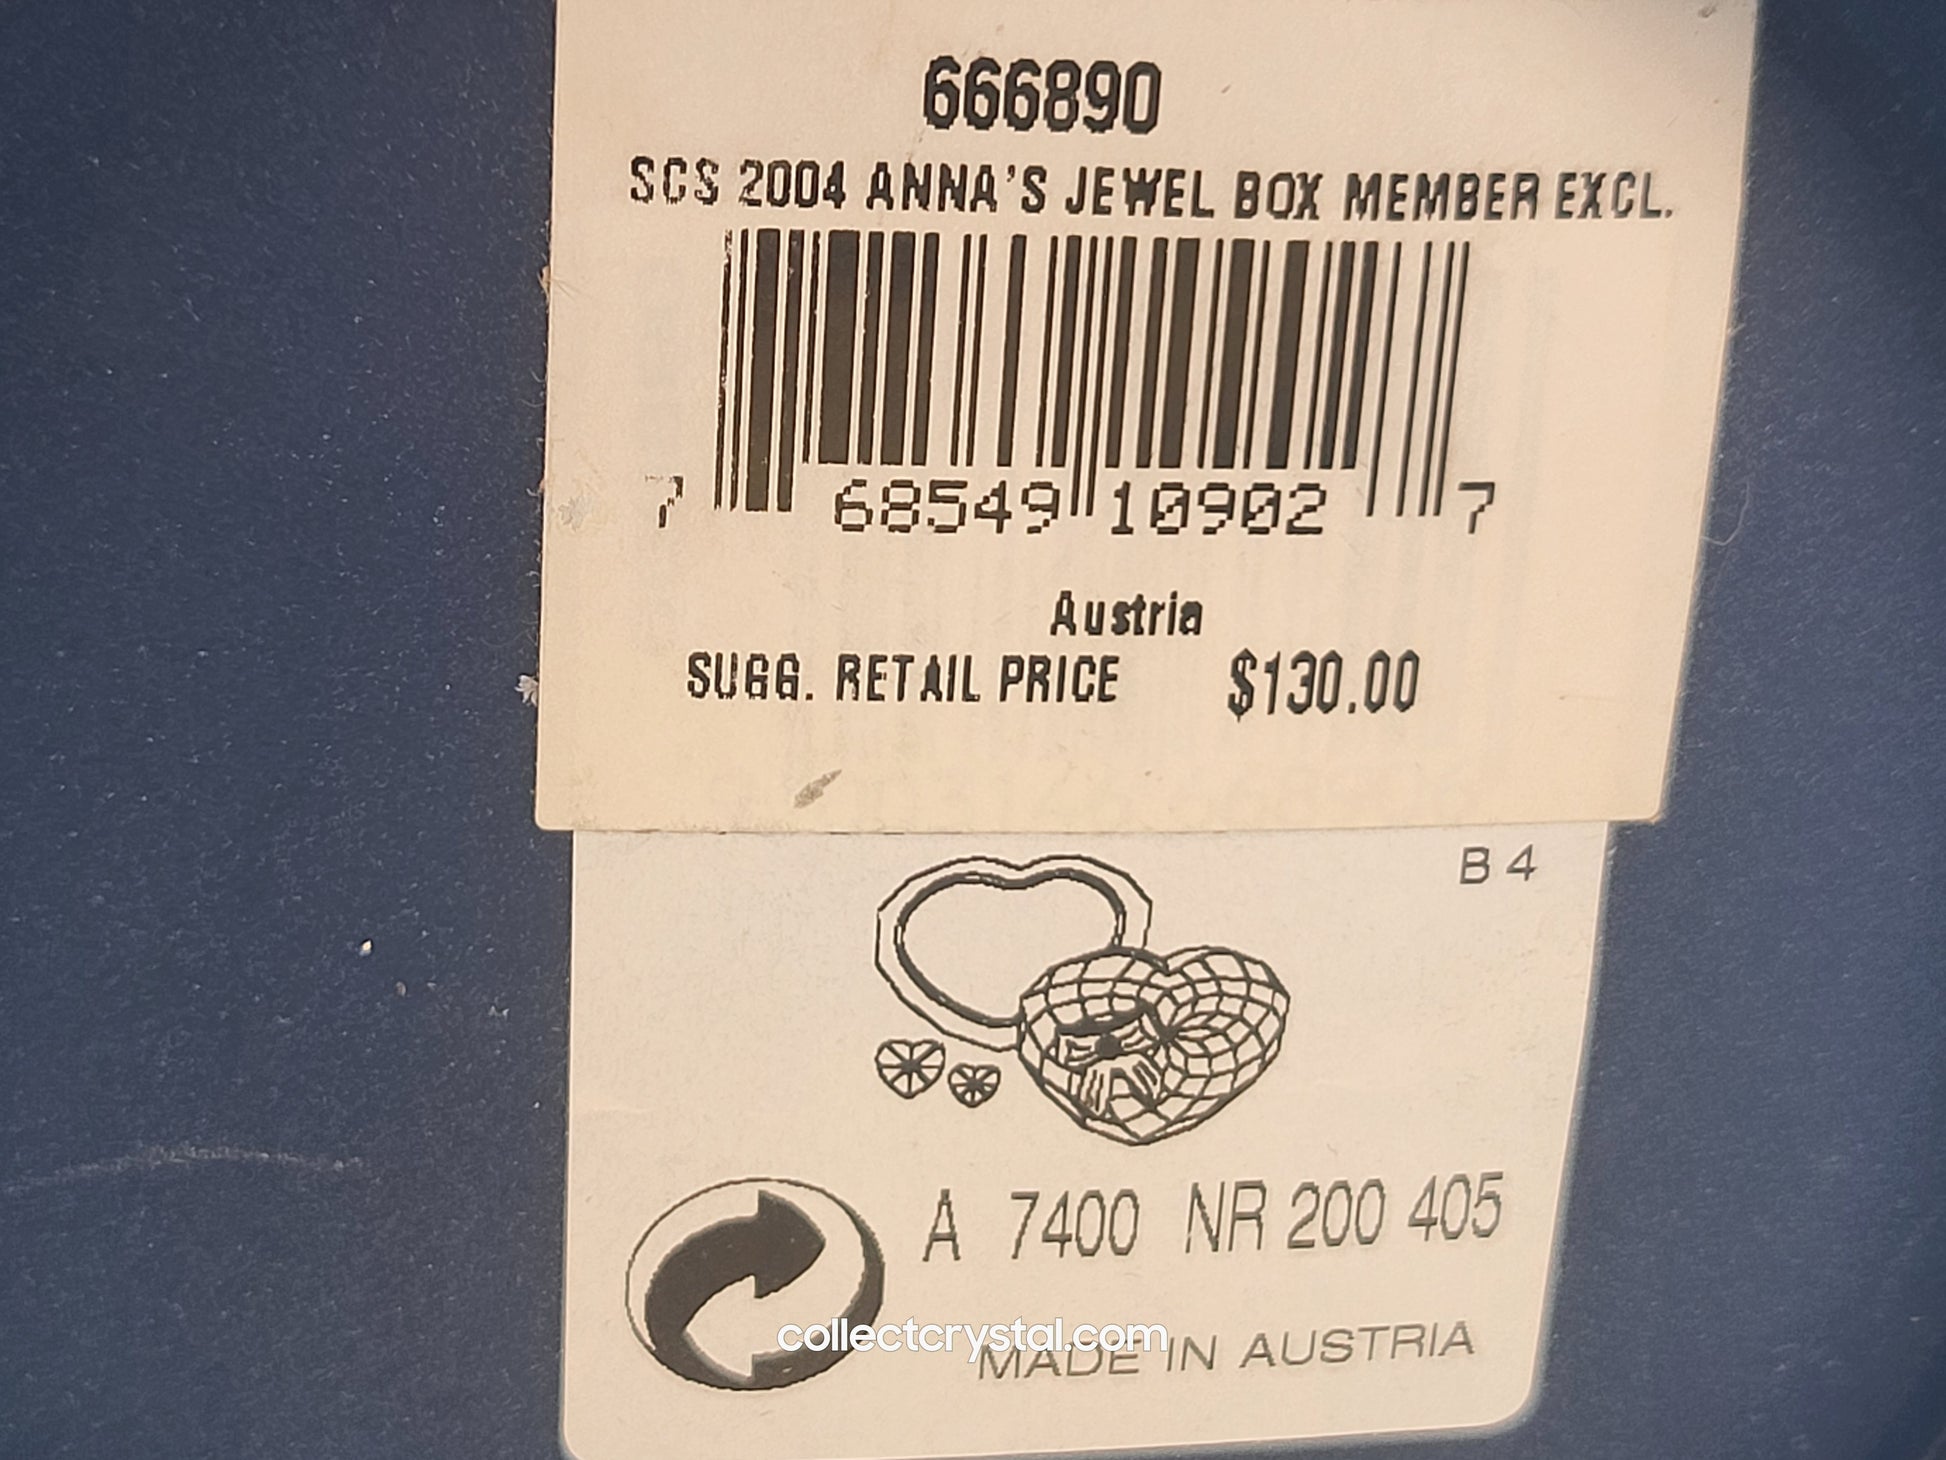 666890
SCS 2004 ANNA'S JEWEL BOX MEMBER EXCL.
7 68549 10902 7
Austria
SUGG. RETAIL PRICE $130.00
B 4
A 7400 NR 200 405
collectcrystal.com
MADE IN AUSTRIA